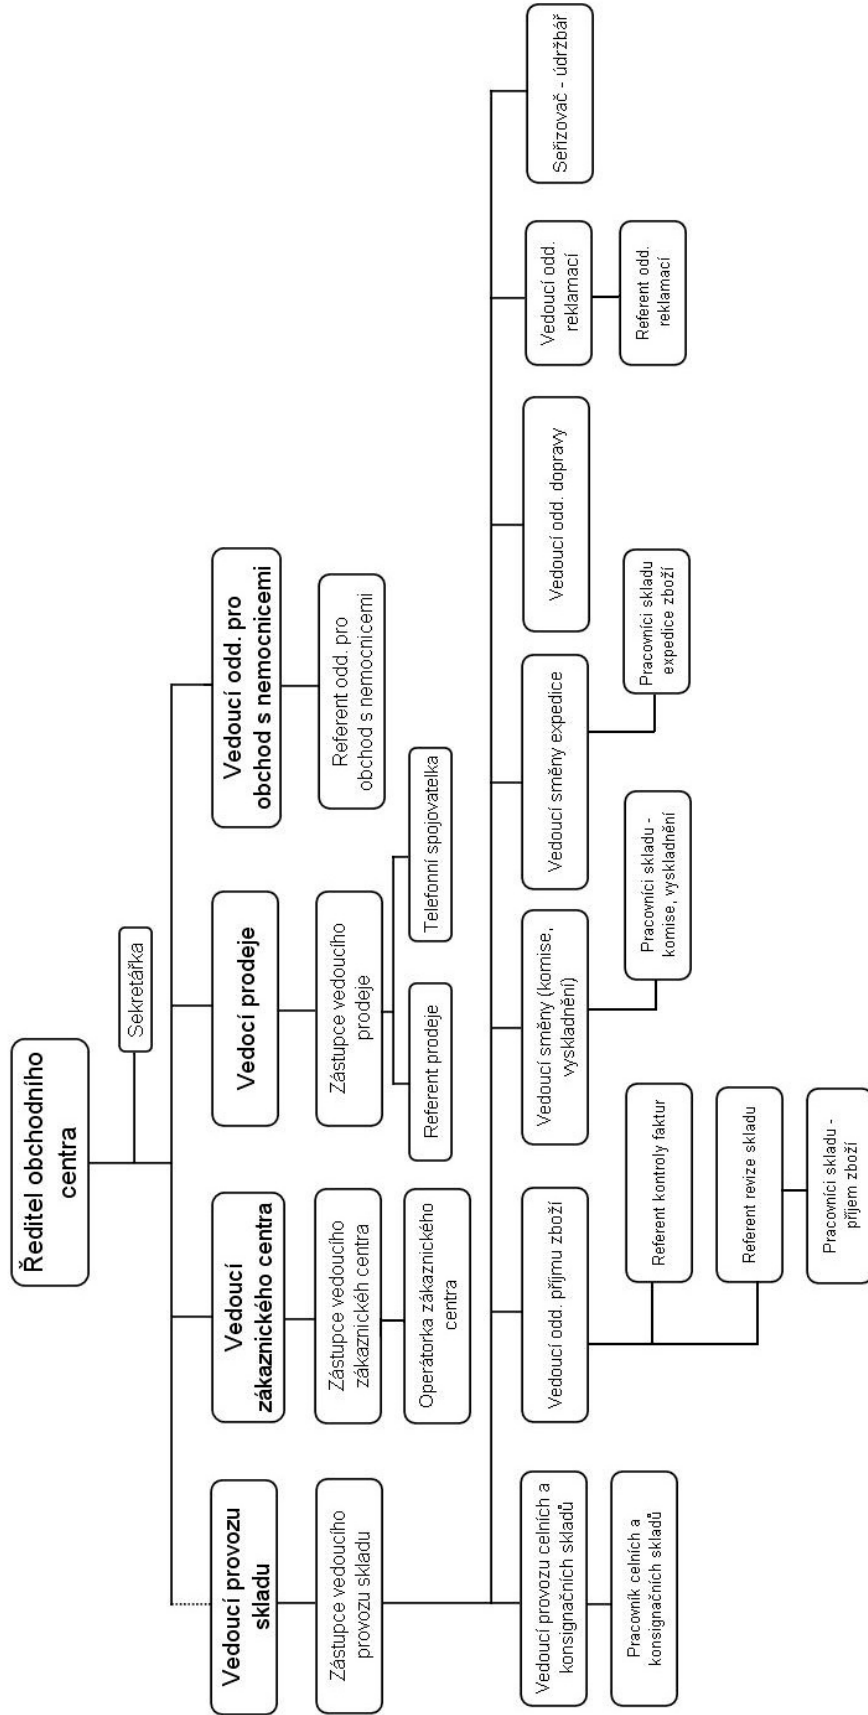 Ředitel obchodního
centra
Sekretářka
Vedoucí provozu
skladu
Vedoucí
zákaznického centra
Vedocí prodeje
Vedoucí odd. pro
obchod s nemocnicemi
Zástupce vedoucího
provozu skladu
Zástupce vedoucího
zákaznickéh centra
Zástupce vedoucího
prodeje
Referent odd. pro
obchod s nemocnicemi
Operátorka zákaznického
centra
Referent prodeje
Telefonní spojovatelka
Vedoucí provozu celních a
konsignačních skladů
Vedoucí odd. příjmu zboží
Vedoucí směny (komise,
vyskladnění)
Vedoucí směny expedice
Vedoucí odd. dopravy
Vedoucí odd.
reklamací
Seřizovač - údržbář
Pracovník celních a
konsignačních skladů
Referent kontroly faktur
Pracovníci skladu -
komise, vyskladnění
Pracovníci skladu
expedice zboží
Referent odd.
reklamací
Referent revize skladu
Pracovníci skladu -
příjem zboží